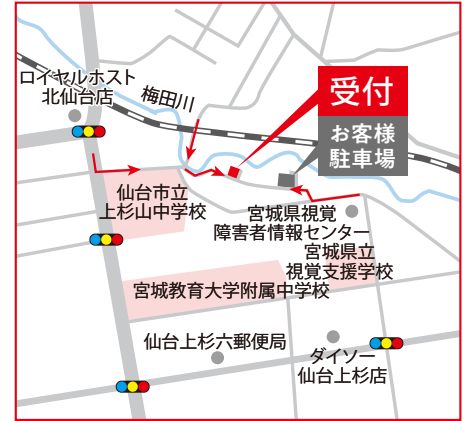 ロイヤルホスト
北仙台店
梅田川
受付
お客様
駐車場
仙台市立
上杉山中学校
宮城県視覚
障害者情報センター
宮城県立
視覚支援学校
宮城教育大学附属中学校
仙台上杉六郵便局
ダイソー
仙台上杉店